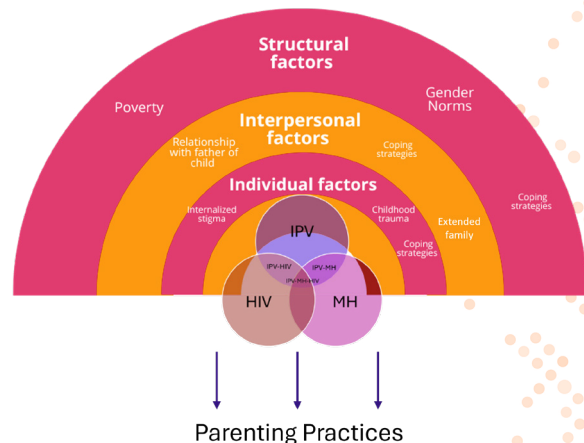 Structural
factors
Poverty
Gender
Norms
Interpersonal
factors
Relationship
with father of
child
Coping
strategies
Individual factors
Internalized
stigma
Childhood
trauma
Coping
strategies
Extended
family
Coping
strategies
IPV
IPV-HIV
IPV-MH
IPV-MH-HIV
HIV
MH
Parenting Practices